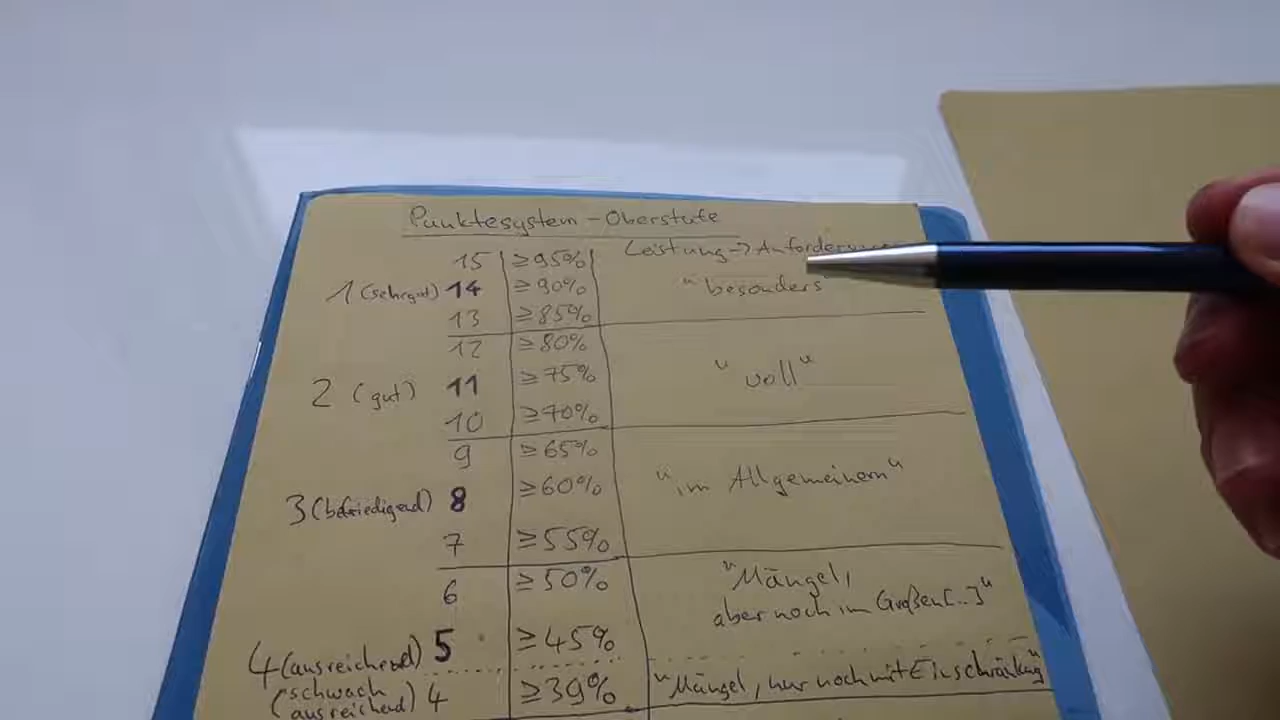 Punktesystem - Oberstufe
Leistung -> Anforderungen
15 ≥95%
1 (sehr gut) 14 ≥90% "besonders"
13 ≥85%
12 ≥80%
2 (gut) 11 ≥75% "voll"
10 ≥70%
9 ≥65%
3 (befriedigend) 8 ≥60% "im Allgemeinen"
7 ≥55%
6 ≥50% "Mängel,
aber noch im Großen [..]"
4 (ausreichend) 5 ≥45%
(schwach
ausreichend) 4 ≥39% "Mängel, nur noch mit Einschränkung"